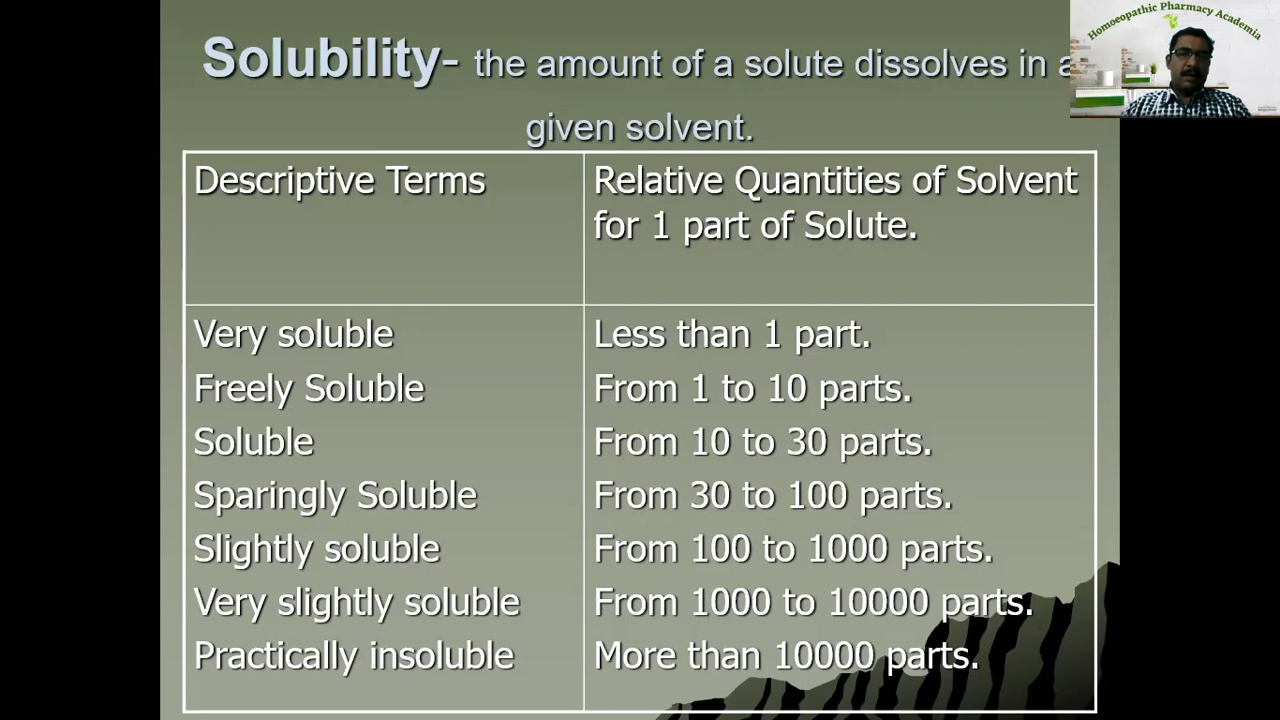 Homoeopathic Pharmacy Academia
Solubility- the amount of a solute dissolves in a
given solvent.
Descriptive Terms
Relative Quantities of Solvent
for 1 part of Solute.
Very soluble
Less than 1 part.
Freely Soluble
From 1 to 10 parts.
Soluble
From 10 to 30 parts.
Sparingly Soluble
From 30 to 100 parts.
Slightly soluble
From 100 to 1000 parts.
Very slightly soluble
From 1000 to 10000 parts.
Practically insoluble
More than 10000 parts.